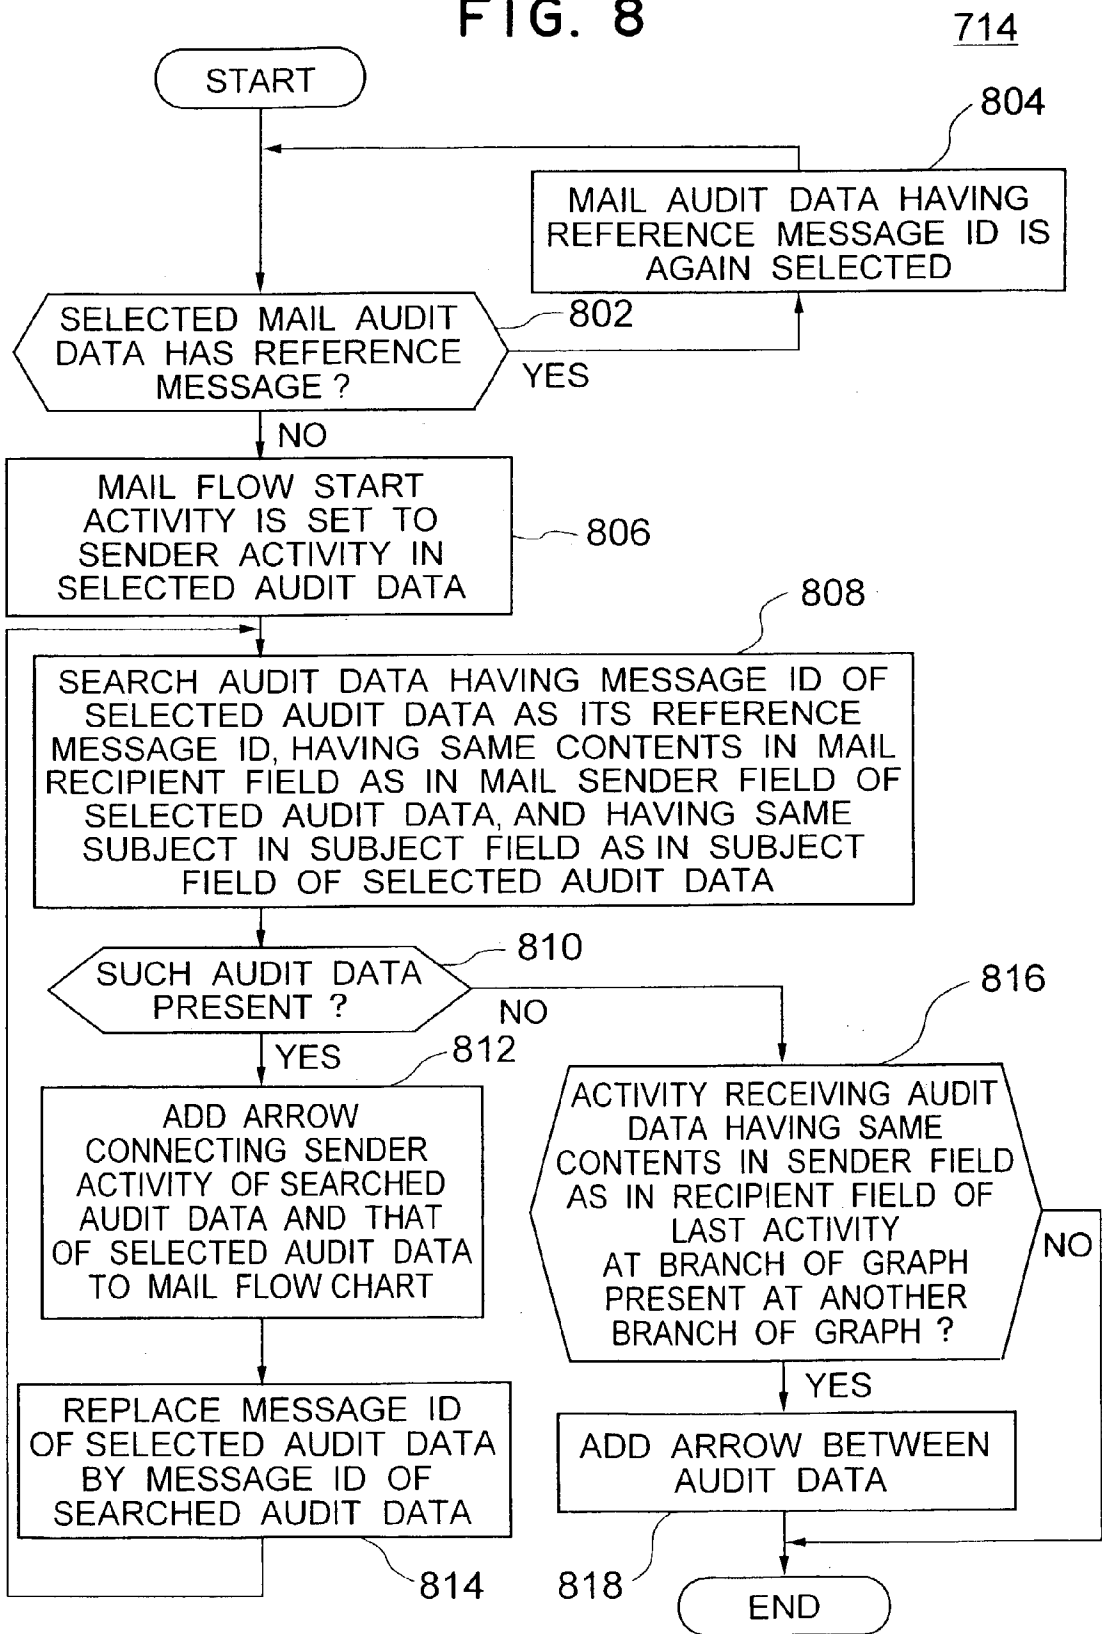 FIG. 8
714
START
804
MAIL AUDIT DATA HAVING
REFERENCE MESSAGE ID IS
AGAIN SELECTED
802
SELECTED MAIL AUDIT
DATA HAS REFERENCE
MESSAGE ?
YES
NO
MAIL FLOW START
ACTIVITY IS SET TO
SENDER ACTIVITY IN
SELECTED AUDIT DATA
806
808
SEARCH AUDIT DATA HAVING MESSAGE ID OF
SELECTED AUDIT DATA AS ITS REFERENCE
MESSAGE ID, HAVING SAME CONTENTS IN MAIL
RECIPIENT FIELD AS IN MAIL SENDER FIELD OF
SELECTED AUDIT DATA, AND HAVING SAME
SUBJECT IN SUBJECT FIELD AS IN SUBJECT
FIELD OF SELECTED AUDIT DATA
810
SUCH AUDIT DATA
PRESENT ?
NO
YES
812
ADD ARROW
CONNECTING SENDER
ACTIVITY OF SEARCHED
AUDIT DATA AND THAT
OF SELECTED AUDIT DATA
TO MAIL FLOW CHART
REPLACE MESSAGE ID
OF SELECTED AUDIT DATA
BY MESSAGE ID OF
SEARCHED AUDIT DATA
814
816
ACTIVITY RECEIVING AUDIT
DATA HAVING SAME
CONTENTS IN SENDER FIELD
AS IN RECIPIENT FIELD OF
LAST ACTIVITY
AT BRANCH OF GRAPH
PRESENT AT ANOTHER
BRANCH OF GRAPH ?
NO
YES
ADD ARROW BETWEEN
AUDIT DATA
818
END